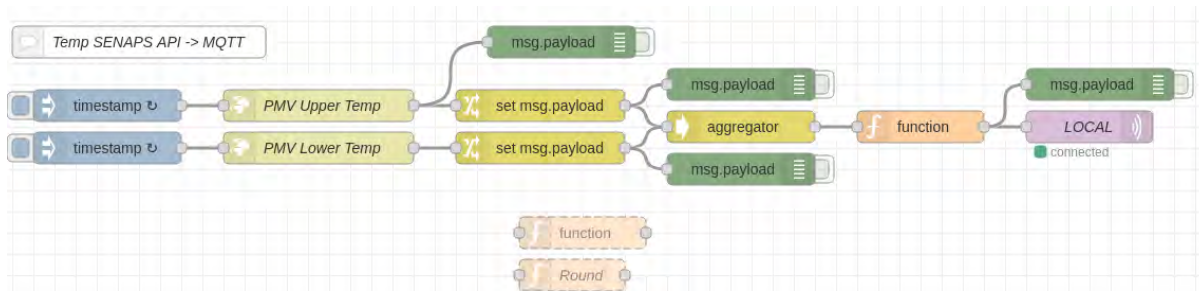 Temp SENAPS API -> MQTT
msg.payload
timestamp ↻
PMV Upper Temp
set msg.payload
msg.payload
msg.payload
timestamp ↻
PMV Lower Temp
set msg.payload
aggregator
function
LOCAL
connected
msg.payload
function
Round